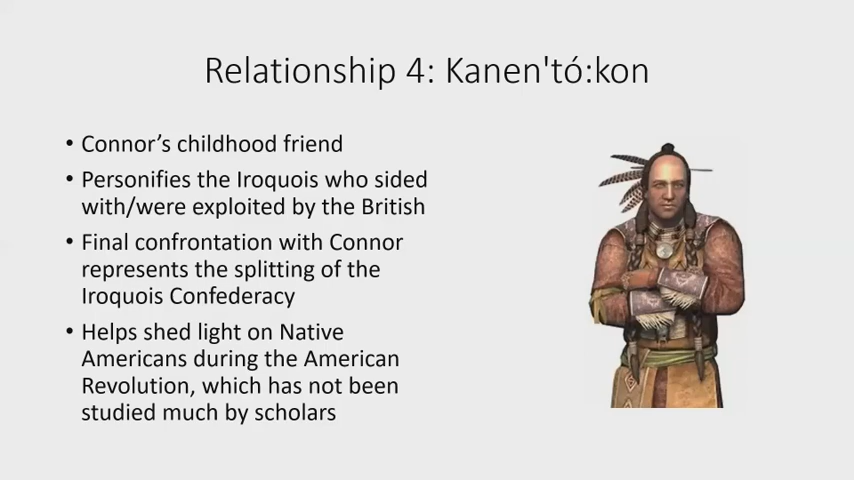 Relationship 4: Kanen'tó:kon
• Connor’s childhood friend
• Personifies the Iroquois who sided
with/were exploited by the British
• Final confrontation with Connor
represents the splitting of the
Iroquois Confederacy
• Helps shed light on Native
Americans during the American
Revolution, which has not been
studied much by scholars